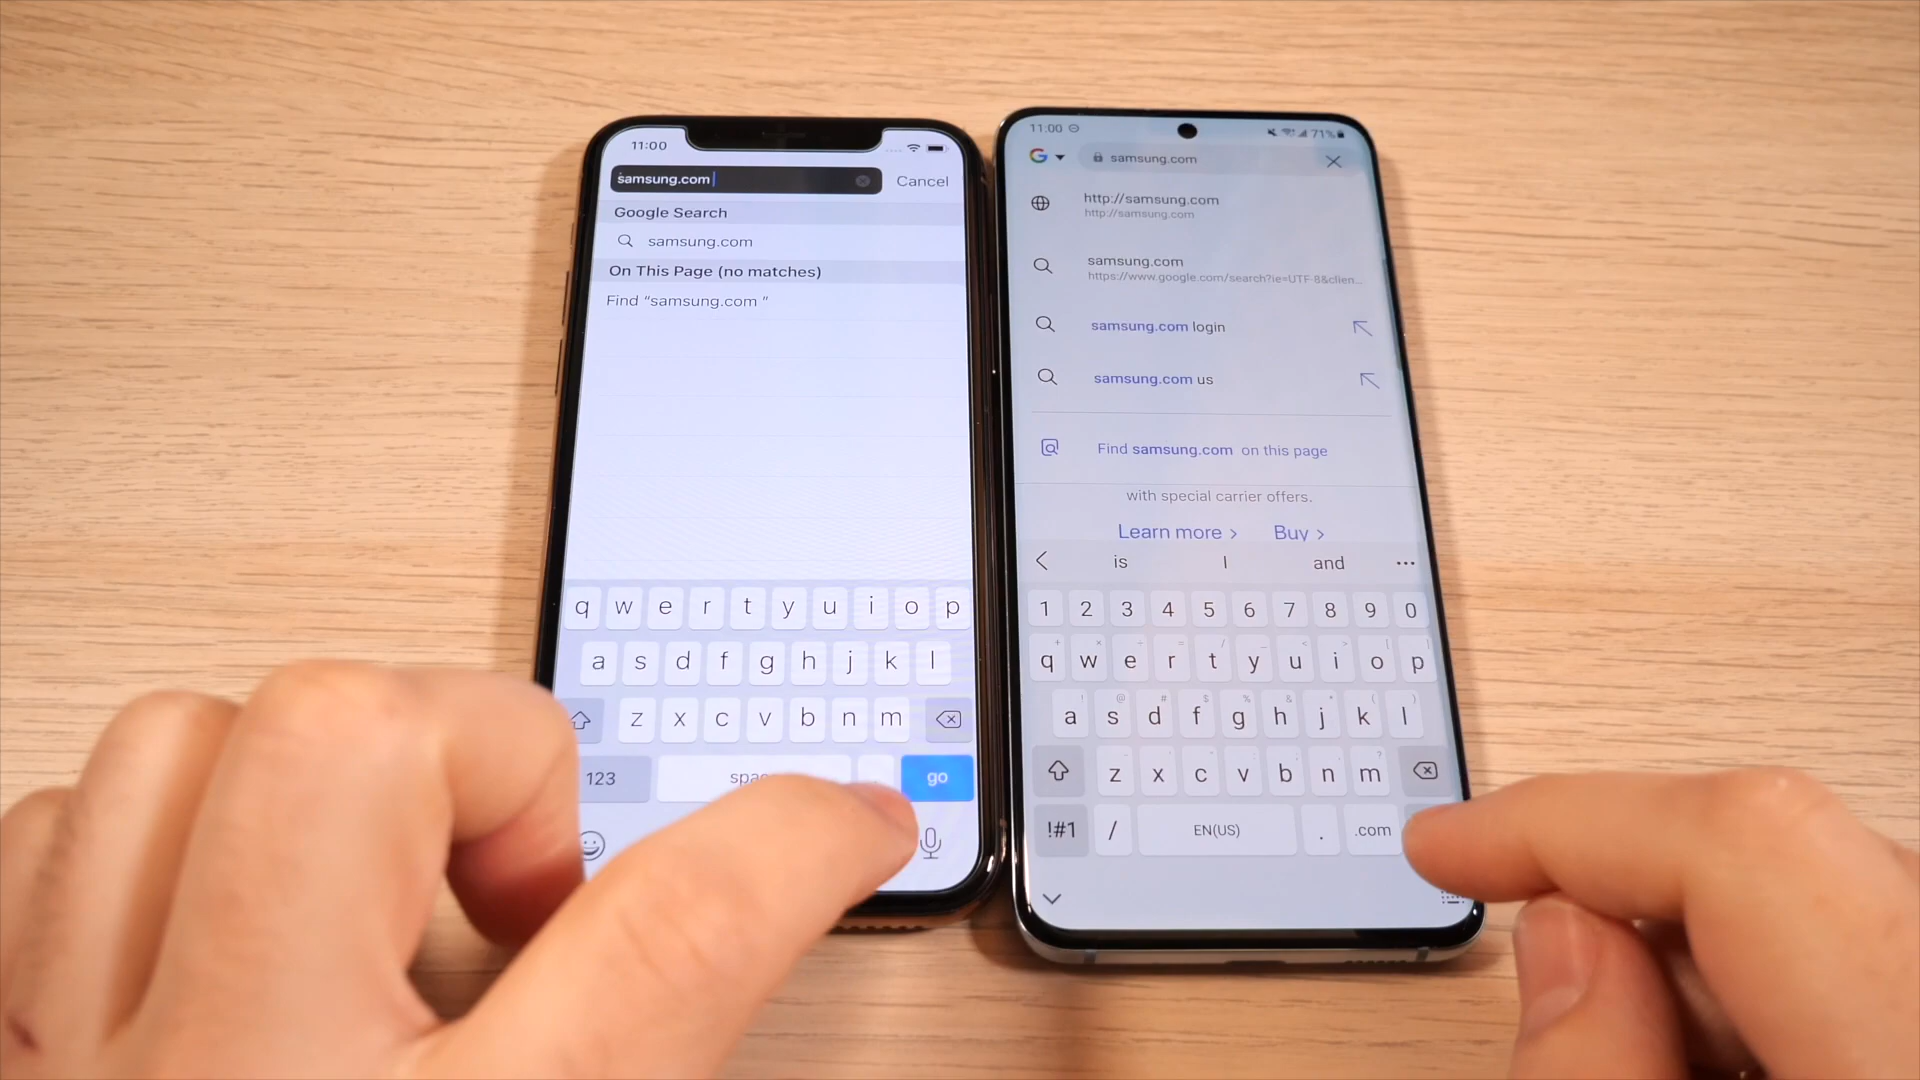 11:00
samsung.com
Cancel
Google Search
samsung.com
On This Page (no matches)
Find “samsung.com ”
q w e r t y u i o p
a s d f g h j k l
z x c v b n m
123
go
11:00
71%
G
samsung.com
http://samsung.com
http://samsung.com
samsung.com
https://www.google.com/search?ie=UTF-8&clien...
samsung.com login
samsung.com us
Find samsung.com on this page
with special carrier offers.
Learn more > Buy >
is I and
1 2 3 4 5 6 7 8 9 0
q w e r t y u i o p
a s d f g h j k l
z x c v b n m
!#1 / EN(US) . .com